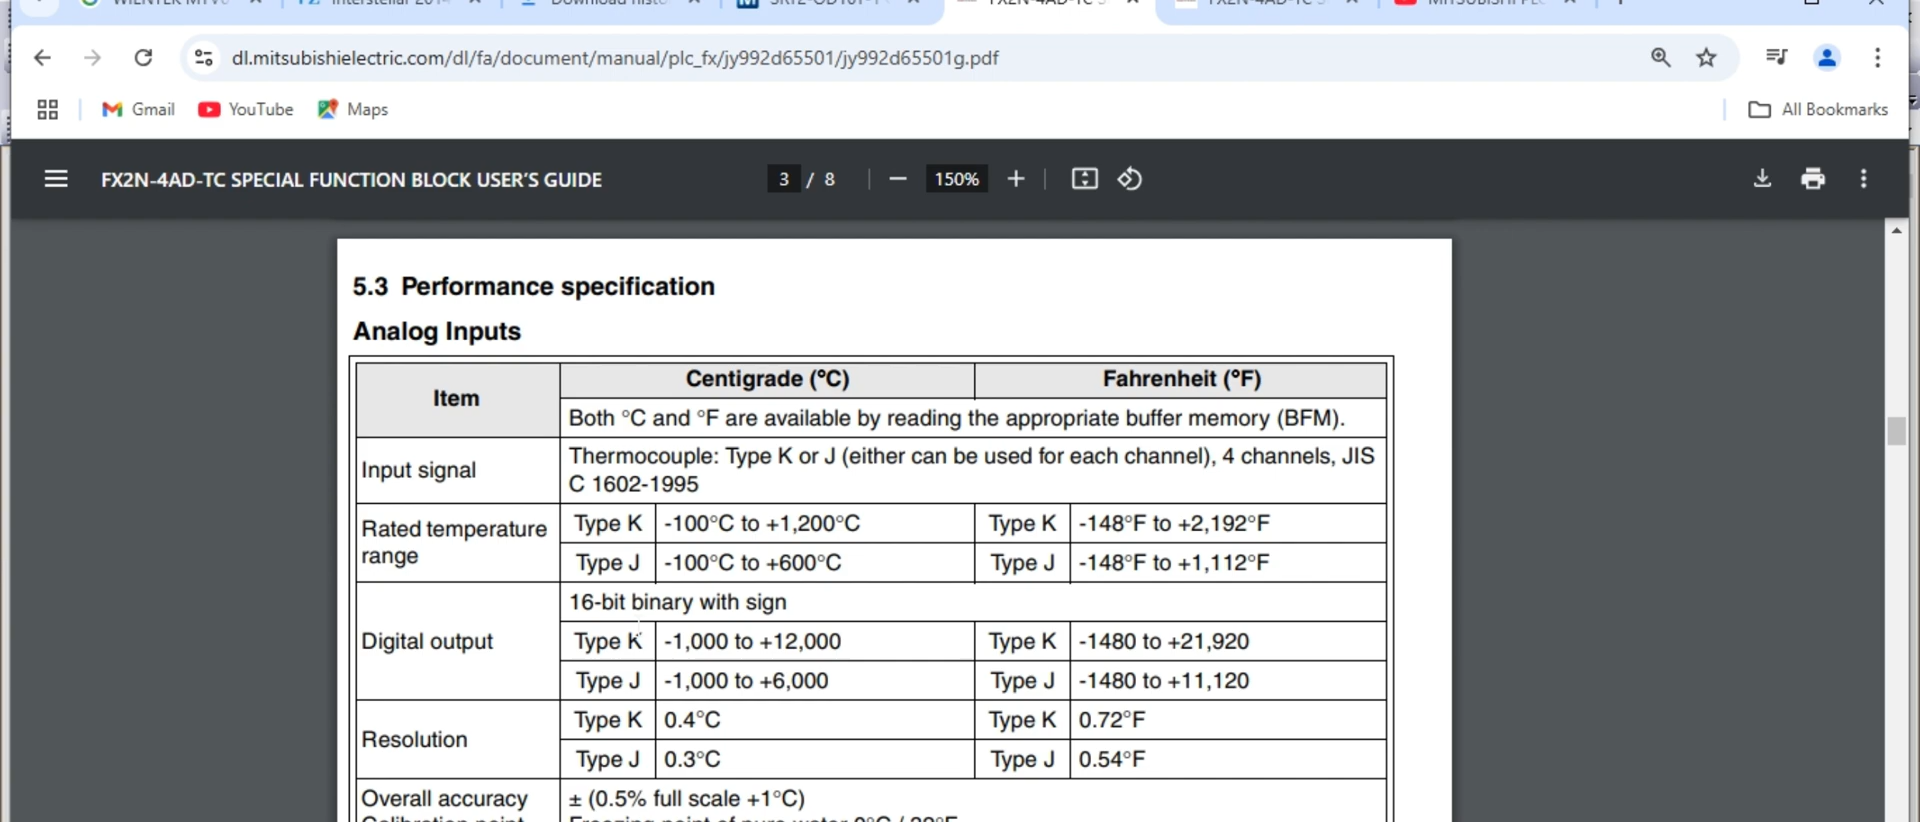 dl.mitsubishielectric.com/dl/fa/document/manual/plc_fx/jy992d65501/jy992d65501g.pdf
Gmail
YouTube
Maps
All Bookmarks
FX2N-4AD-TC SPECIAL FUNCTION BLOCK USER'S GUIDE
3 / 8
150%
5.3 Performance specification
Analog Inputs
Item
Centigrade (°C)
Fahrenheit (°F)
Both °C and °F are available by reading the appropriate buffer memory (BFM).
Input signal
Thermocouple: Type K or J (either can be used for each channel), 4 channels, JIS
C 1602-1995
Rated temperature
range
Type K -100°C to +1,200°C Type K -148°F to +2,192°F
Type J -100°C to +600°C Type J -148°F to +1,112°F
Digital output
16-bit binary with sign
Type K -1,000 to +12,000 Type K -1480 to +21,920
Type J -1,000 to +6,000 Type J -1480 to +11,120
Resolution
Type K 0.4°C Type K 0.72°F
Type J 0.3°C Type J 0.54°F
Overall accuracy ± (0.5% full scale +1°C)